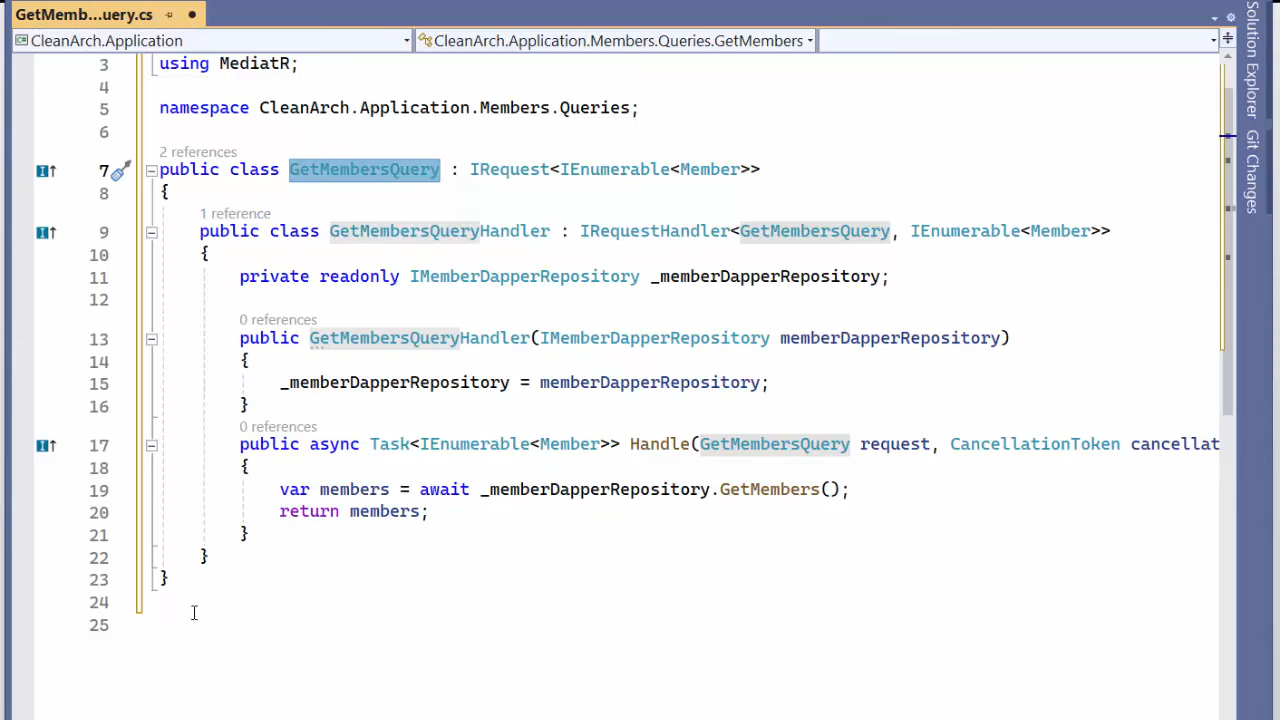 GetMemb...uery.cs
CleanArch.Application
CleanArch.Application.Members.Queries.GetMembers
Solution Explorer
Git Changes
3 using MediatR;
4
5 namespace CleanArch.Application.Members.Queries;
6
2 references
7 public class GetMembersQuery : IRequest<IEnumerable<Member>>
8 {
1 reference
9 public class GetMembersQueryHandler : IRequestHandler<GetMembersQuery, IEnumerable<Member>>
10 {
11 private readonly IMemberDapperRepository _memberDapperRepository;
12
0 references
13 public GetMembersQueryHandler(IMemberDapperRepository memberDapperRepository)
14 {
15 _memberDapperRepository = memberDapperRepository;
16 }
0 references
17 public async Task<IEnumerable<Member>> Handle(GetMembersQuery request, CancellationToken cancellat
18 {
19 var members = await _memberDapperRepository.GetMembers();
20 return members;
21 }
22 }
23 }
24
25